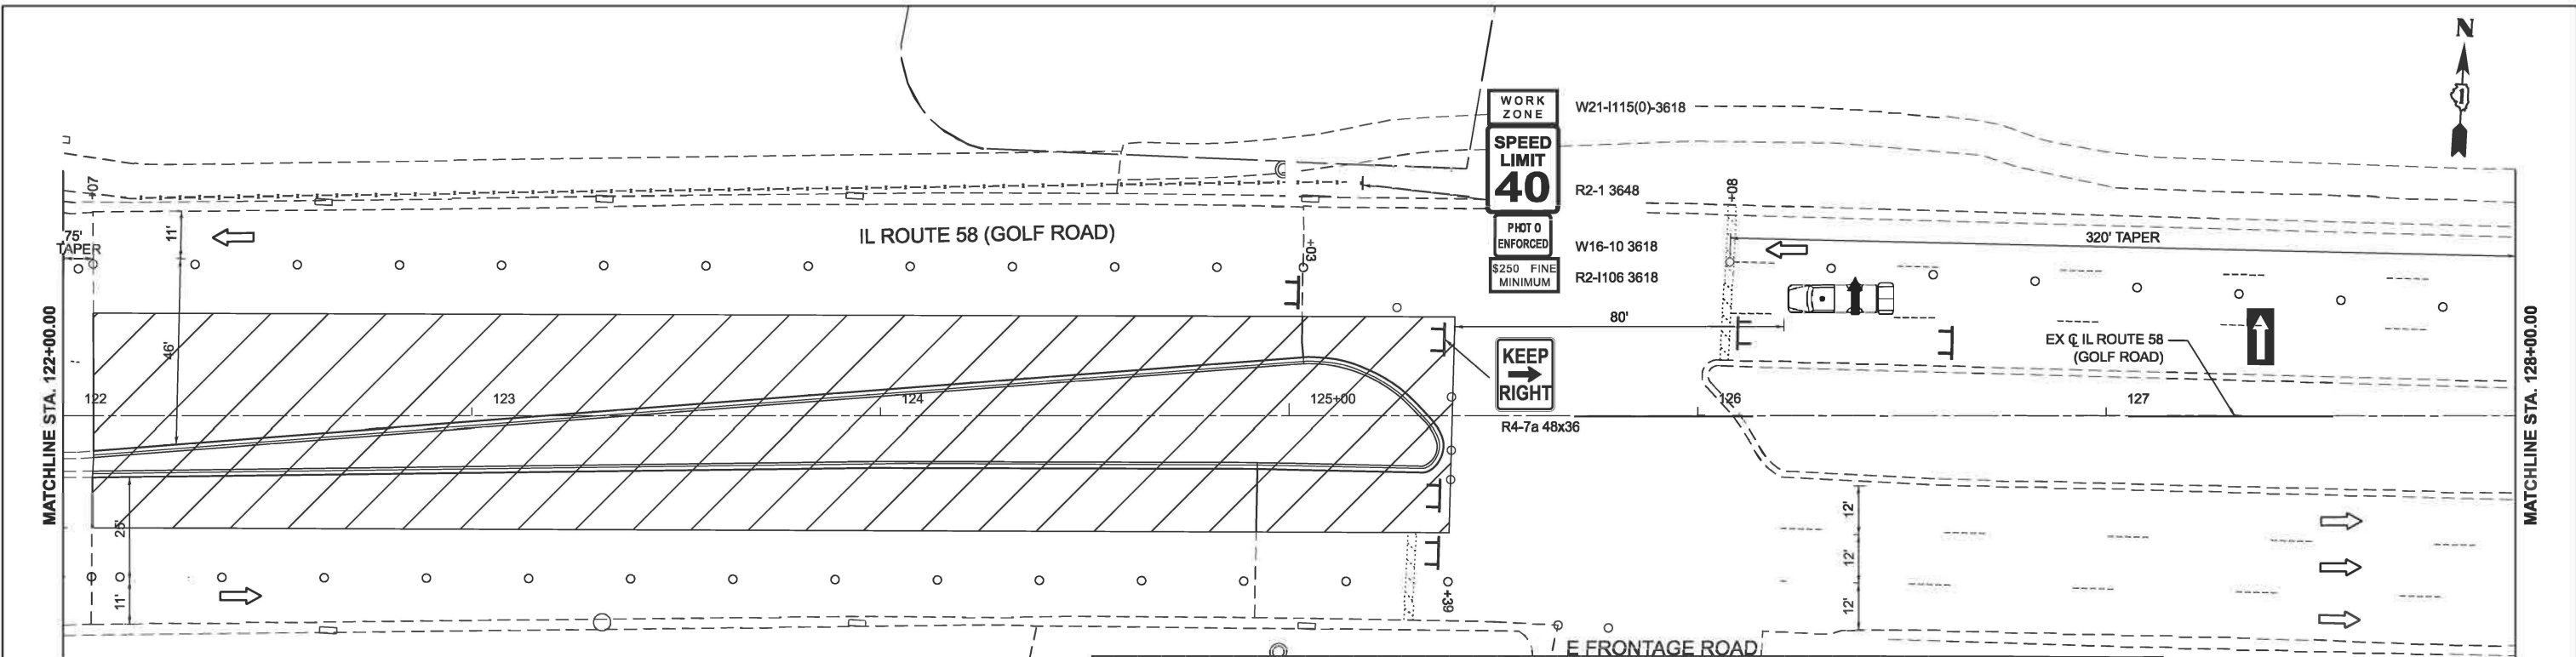 N
WORK
ZONE
W21-I115(0)-3618
SPEED
LIMIT
40
R2-1 3648
PHOTO
ENFORCED
W16-10 3618
$250 FINE
MINIMUM
R2-I106 3618
+07
+08
+03
75'
TAPER
11'
IL ROUTE 58 (GOLF ROAD)
320' TAPER
46'
80'
MATCHLINE STA. 122+00.00
EX ℄ IL ROUTE 58
(GOLF ROAD)
MATCHLINE STA. 128+00.00
KEEP
RIGHT
R4-7a 48x36
122
123
124
125+00
126
127
25'
11'
+39
12'
12'
12'
E FRONTAGE ROAD